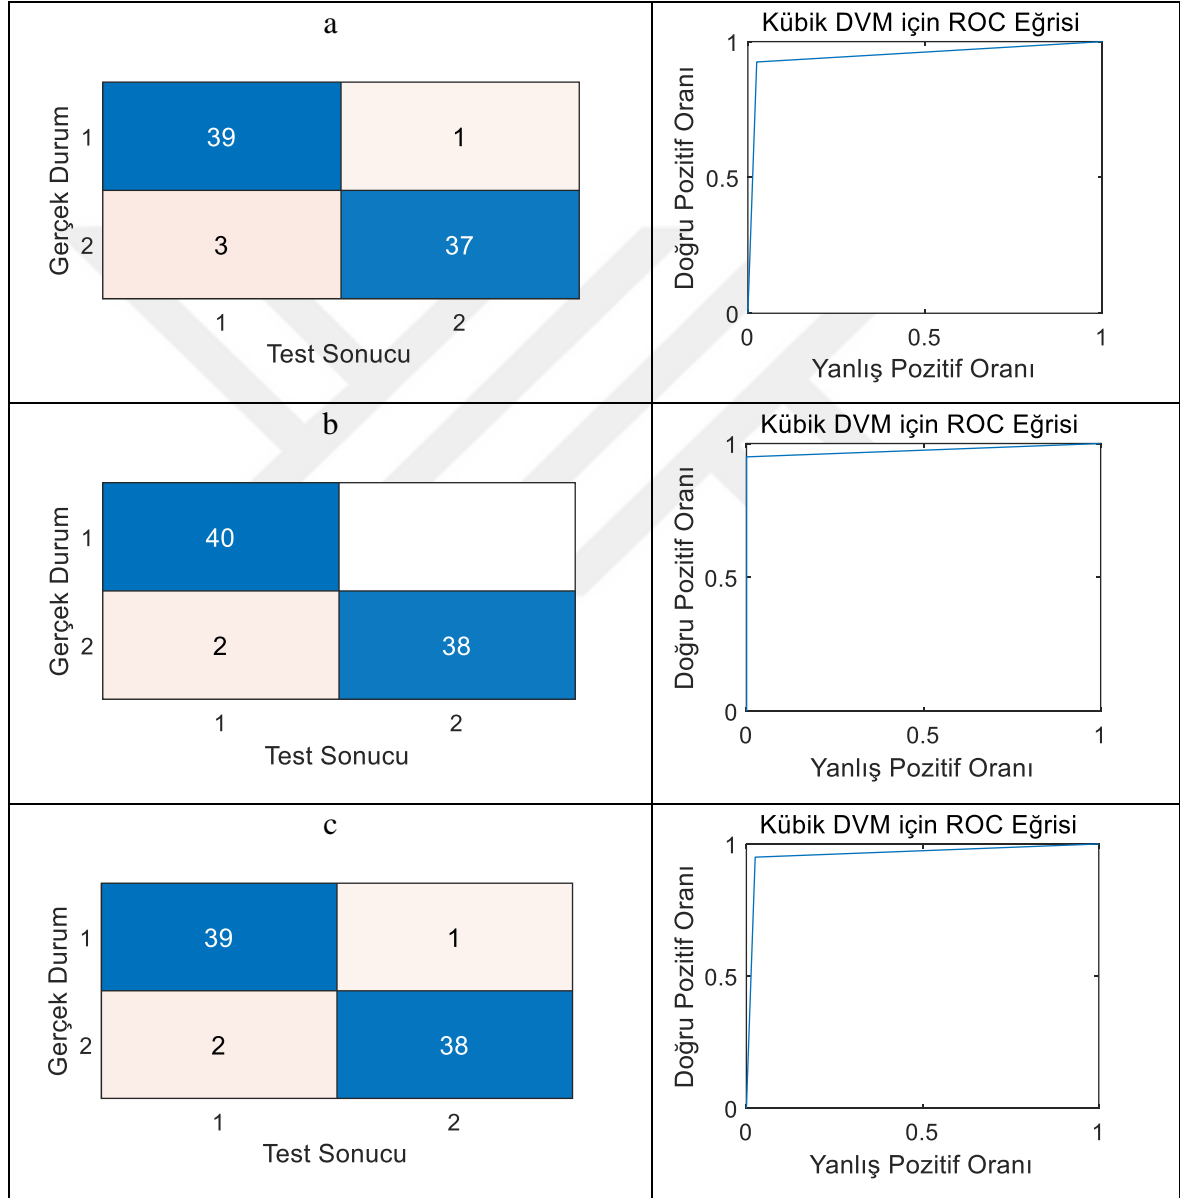 a
Gerçek Durum
1
39
1
2
3
37
1
2
Test Sonucu
Kübik DVM için ROC Eğrisi
Doğru Pozitif Oranı
1
0.5
0
0
0.5
1
Yanlış Pozitif Oranı
b
Gerçek Durum
1
40
2
2
38
1
2
Test Sonucu
Kübik DVM için ROC Eğrisi
Doğru Pozitif Oranı
1
0.5
0
0
0.5
1
Yanlış Pozitif Oranı
c
Gerçek Durum
1
39
1
2
2
38
1
2
Test Sonucu
Kübik DVM için ROC Eğrisi
Doğru Pozitif Oranı
1
0.5
0
0
0.5
1
Yanlış Pozitif Oranı